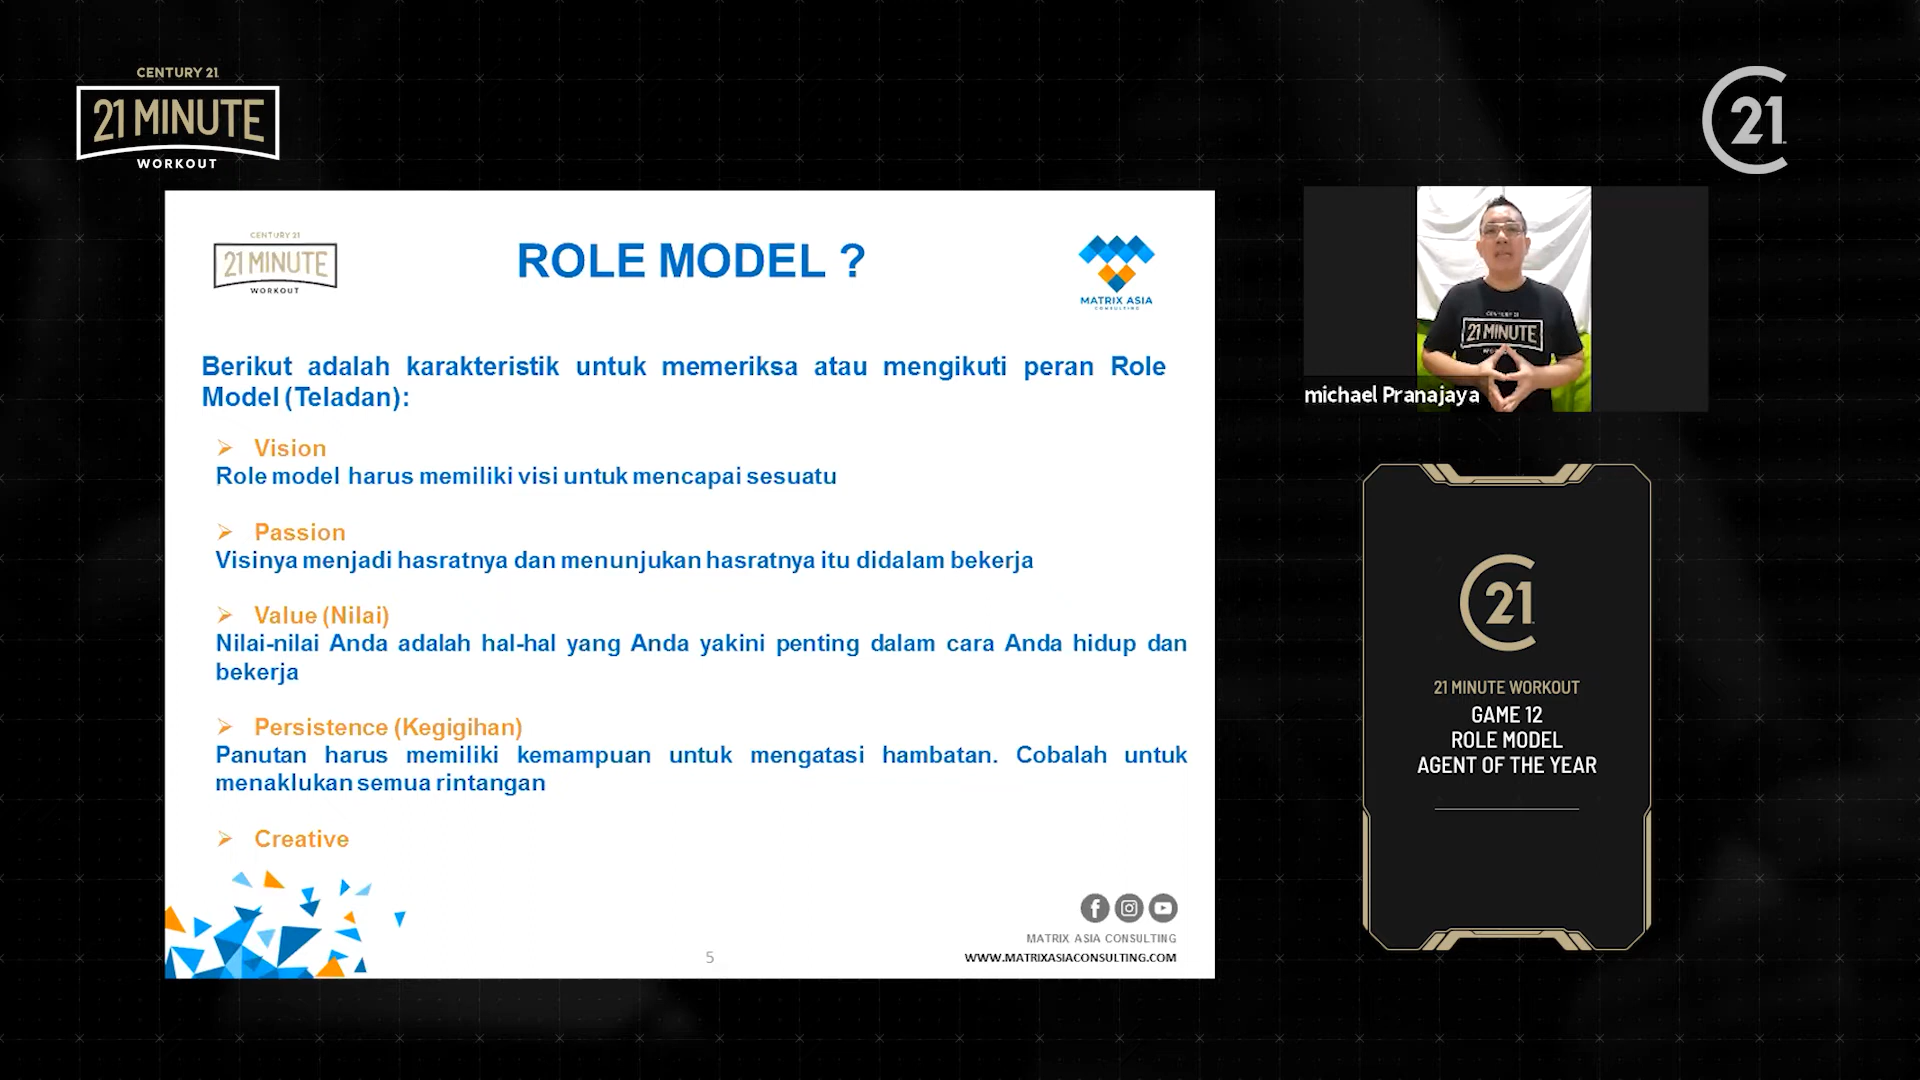 CENTURY 21
21 MINUTE
WORKOUT
C21
CENTURY 21
21 MINUTE
WORKOUT
ROLE MODEL ?
MATRIX ASIA
CONSULTING
Berikut adalah karakteristik untuk memeriksa atau mengikuti peran Role
Model (Teladan):
➢ Vision
Role model harus memiliki visi untuk mencapai sesuatu
➢ Passion
Visinya menjadi hasratnya dan menunjukan hasratnya itu didalam bekerja
➢ Value (Nilai)
Nilai-nilai Anda adalah hal-hal yang Anda yakini penting dalam cara Anda hidup dan
bekerja
➢ Persistence (Kegigihan)
Panutan harus memiliki kemampuan untuk mengatasi hambatan. Cobalah untuk
menaklukan semua rintangan
➢ Creative
MATRIX ASIA CONSULTING
5
WWW.MATRIXASIACONSULTING.COM
CENTURY 21
21 MINUTE
michael Pranajaya
C21
21 MINUTE WORKOUT
GAME 12
ROLE MODEL
AGENT OF THE YEAR